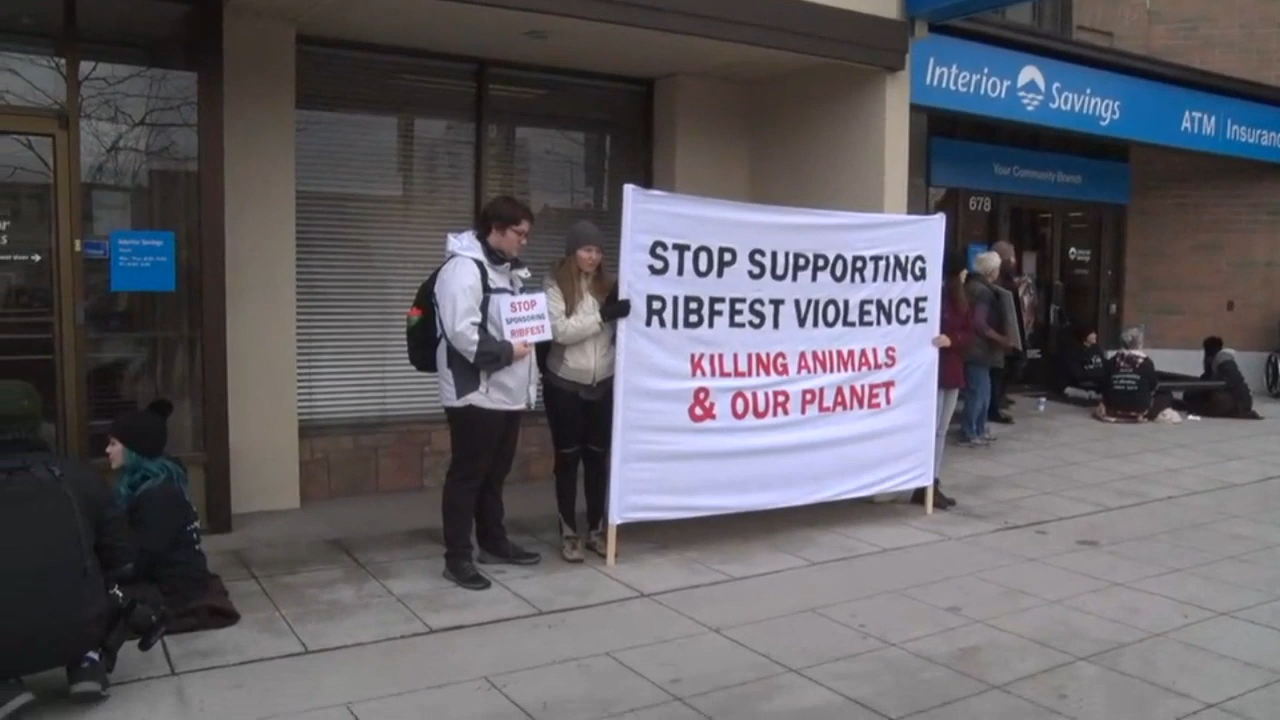 Interior Savings
ATM | Insuran
Your Community Branch
678
Interior Savings
STOP SUPPORTING
RIBFEST VIOLENCE
KILLING ANIMALS
& OUR PLANET
STOP
SPONSORING
RIBFEST